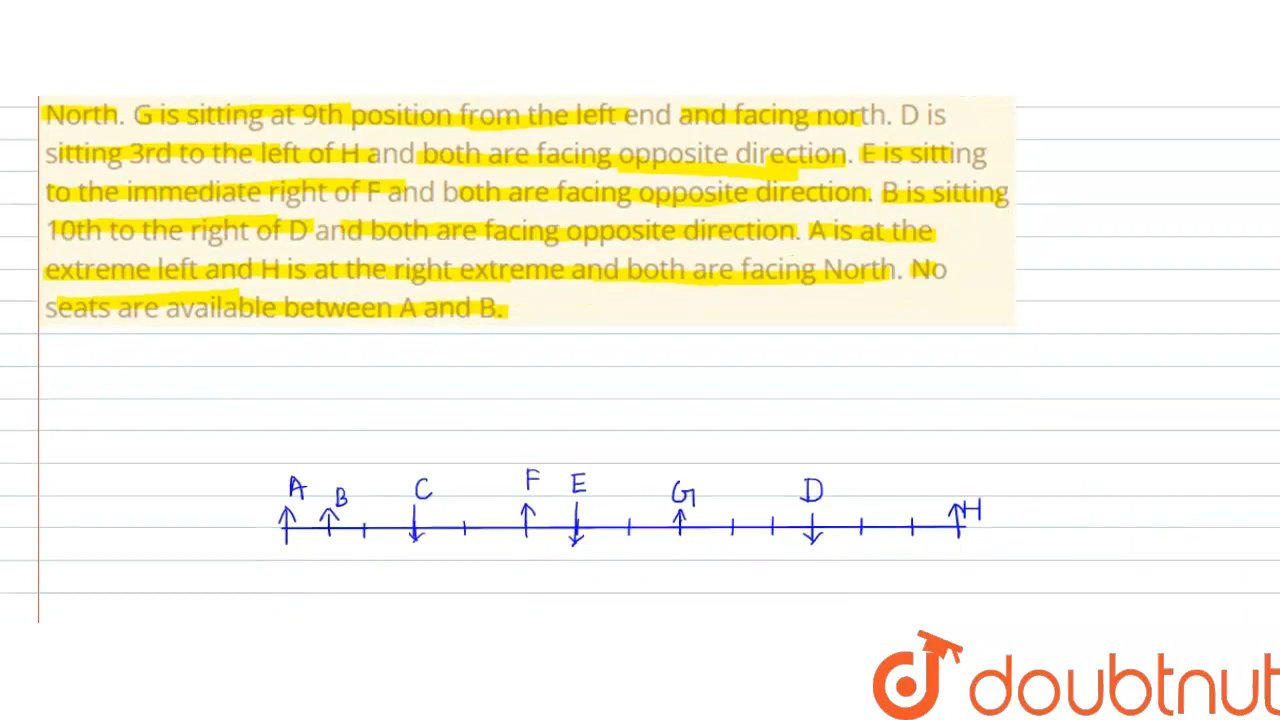 North. G is sitting at 9th position from the left end and facing north. D is
sitting 3rd to the left of H and both are facing opposite direction. E is sitting
to the immediate right of F and both are facing opposite direction. B is sitting
10th to the right of D and both are facing opposite direction. A is at the
extreme left and H is at the right extreme and both are facing North. No
seats are available between A and B.
A B C F E G D H
doubtnut